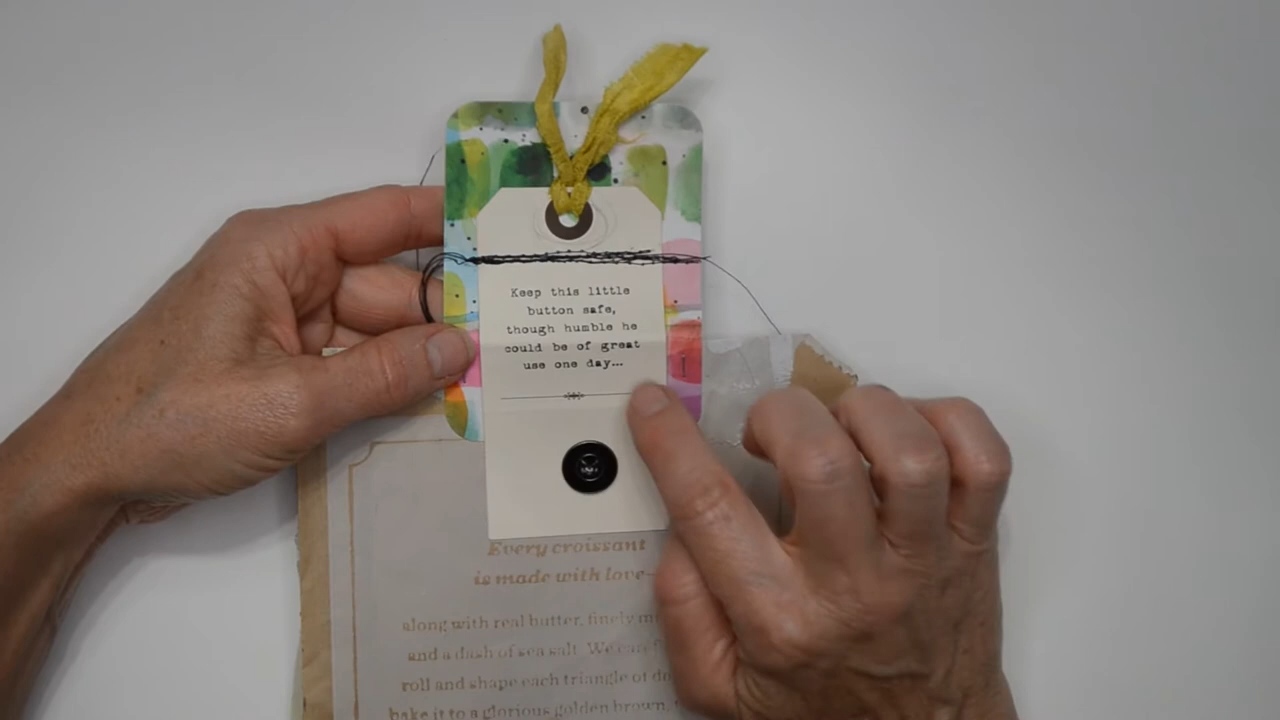 Keep this little
button safe,
though humble he
could be of great
use one day...
Every croissant
is made with love—
along with real butter, finely
and a dash of sea salt. We
roll and shape each triangle of
bake it to a glorious golden brown,